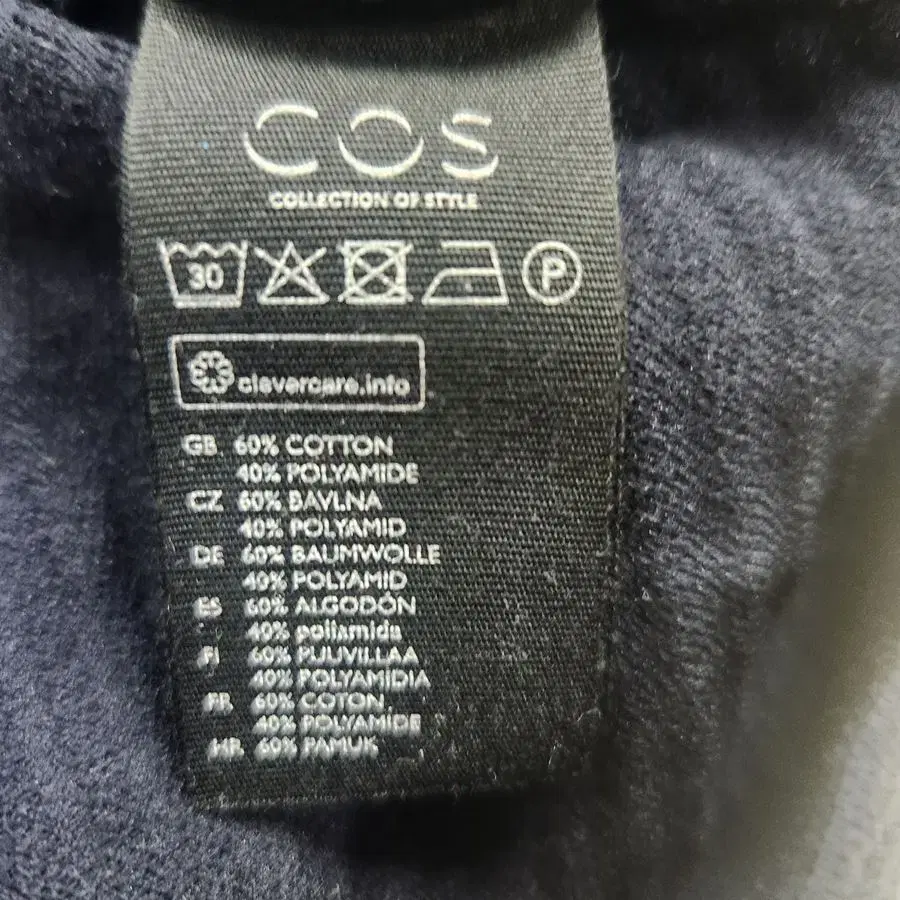 COS
COLLECTION OF STYLE
30 P
clevercare.info
GB 60% COTTON
40% POLYAMIDE
CZ 60% BAVLNA
40% POLYAMID
DE 60% BAUMWOLLE
40% POLYAMID
ES 60% ALGODÓN
40% poliamida
FI 60% PUUVILLAA
40% POLYAMIDIA
FR 60% COTON
40% POLYAMIDE
HR 60% PAMUK